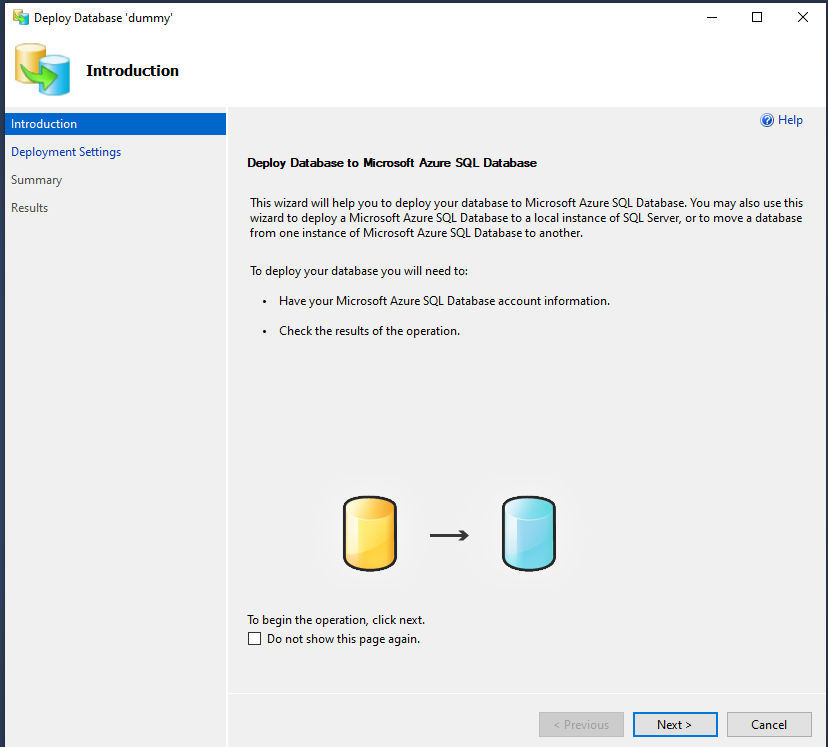 Deploy Database 'dummy'
Introduction
Introduction
Deployment Settings
Summary
Results
Help
Deploy Database to Microsoft Azure SQL Database
This wizard will help you to deploy your database to Microsoft Azure SQL Database. You may also use this
wizard to deploy a Microsoft Azure SQL Database to a local instance of SQL Server, or to move a database
from one instance of Microsoft Azure SQL Database to another.
To deploy your database you will need to:
• Have your Microsoft Azure SQL Database account information.
• Check the results of the operation.
To begin the operation, click next.
Do not show this page again.
< Previous
Next >
Cancel